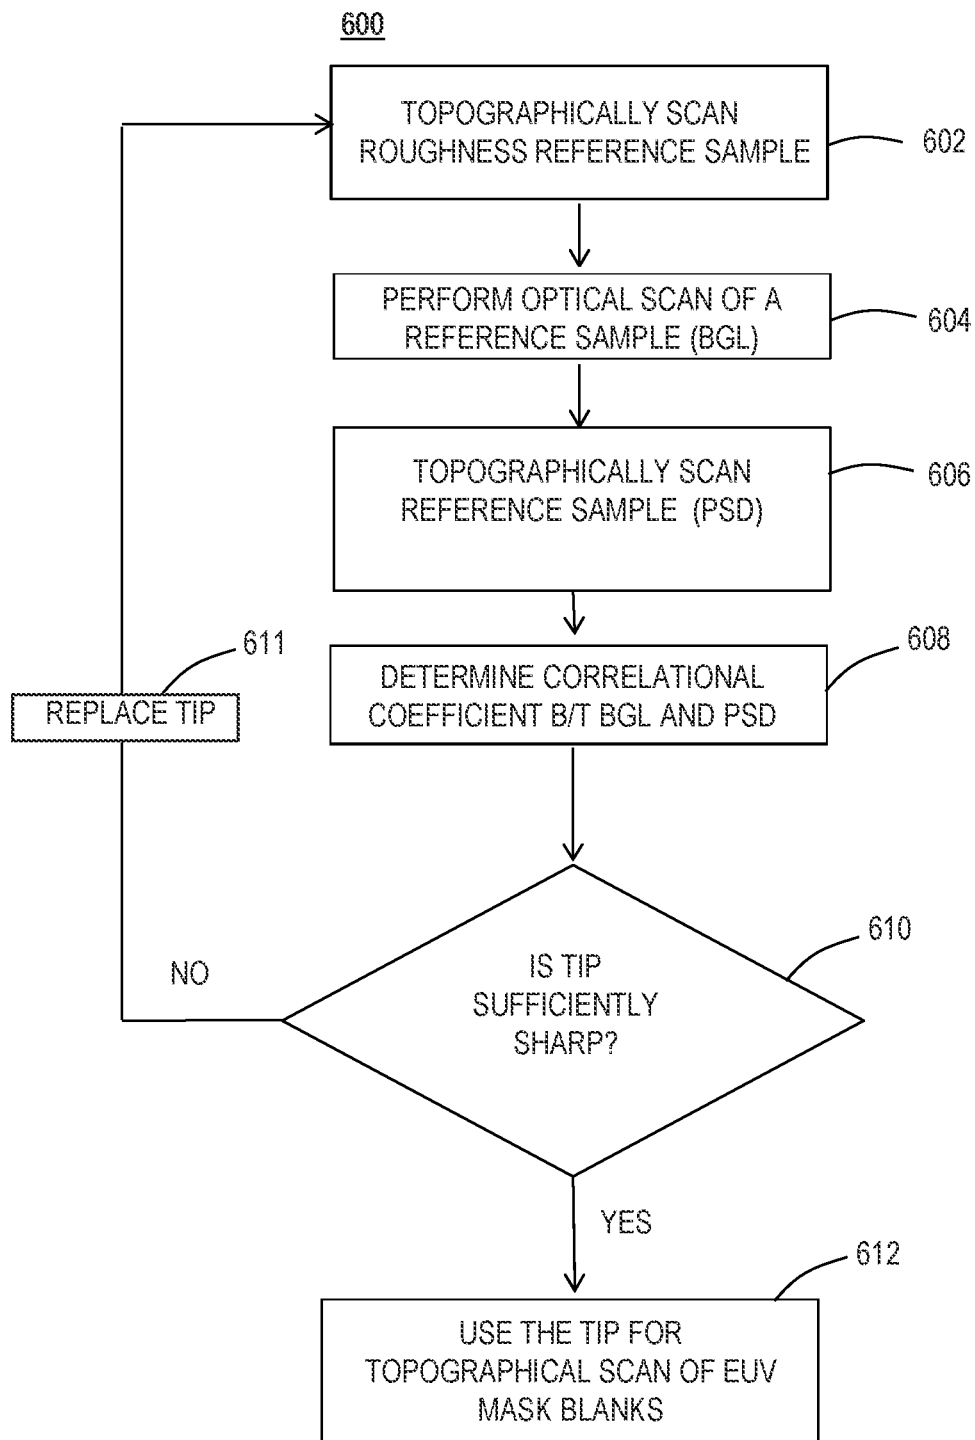 600
TOPOGRAPHICALLY SCAN
ROUGHNESS REFERENCE SAMPLE
602
PERFORM OPTICAL SCAN OF A
REFERENCE SAMPLE (BGL)
604
TOPOGRAPHICALLY SCAN
REFERENCE SAMPLE (PSD)
606
DETERMINE CORRELATIONAL
COEFFICIENT B/T BGL AND PSD
608
611
REPLACE TIP
IS TIP
SUFFICIENTLY
SHARP?
610
NO
YES
612
USE THE TIP FOR
TOPOGRAPHICAL SCAN OF EUV
MASK BLANKS